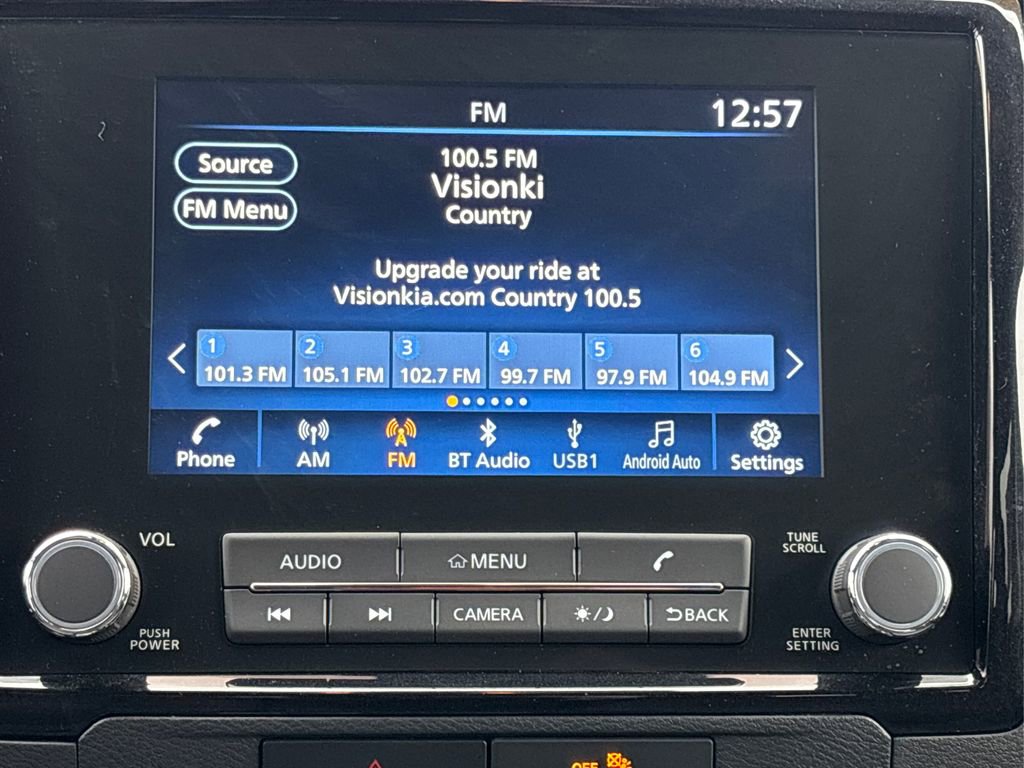 FM
12:57
Source
100.5 FM
Visionki
FM Menu
Country
Upgrade your ride at
Visionkia.com Country 100.5
1 2 3 4 5 6
101.3 FM 105.1 FM 102.7 FM 99.7 FM 97.9 FM 104.9 FM
Phone AM FM BT Audio USB1 Android Auto Settings
VOL
AUDIO
MENU
TUNE
SCROLL
CAMERA
BACK
PUSH
POWER
ENTER
SETTING
OFF